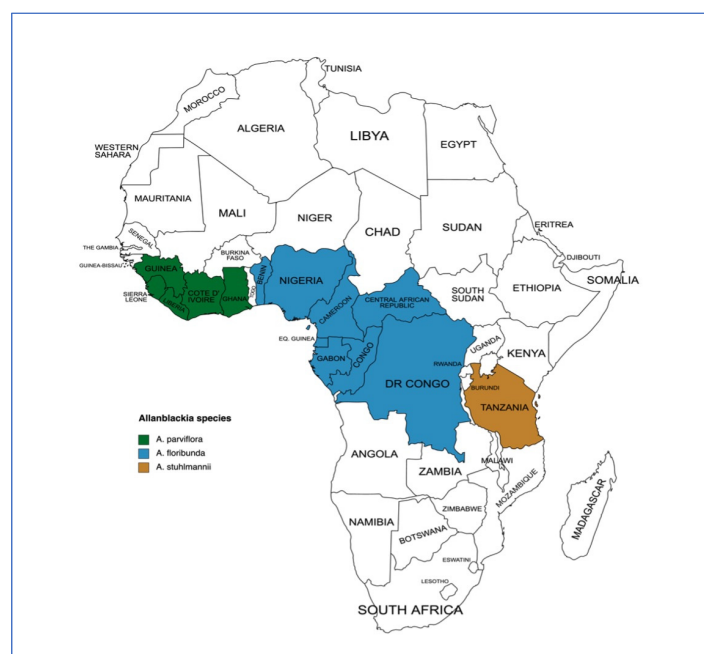 TUNISIA
MOROCCO
ALGERIA
LIBYA
EGYPT
WESTERN
SAHARA
MAURITANIA
MALI
NIGER
CHAD
SUDAN
ERITREA
SENEGAL
THE GAMBIA
GUINEA-BISSAU
BURKINA
FASO
DJIBOUTI
GUINEA
SIERRA
LEONE
LIBERIA
COTE D'
IVOIRE
GHANA
TOGO
BENIN
NIGERIA
CAMEROON
CENTRAL AFRICAN
REPUBLIC
SOUTH
SUDAN
ETHIOPIA
SOMALIA
EQ. GUINEA
GABON
CONGO
DR CONGO
UGANDA
KENYA
RWANDA
BURUNDI
TANZANIA
Allanblackia species
A. parviflora
A. floribunda
A. stuhlmannii
ANGOLA
ZAMBIA
MALAWI
MOZAMBIQUE
MADAGASCAR
NAMIBIA
ZIMBABWE
BOTSWANA
ESWATINI
LESOTHO
SOUTH AFRICA